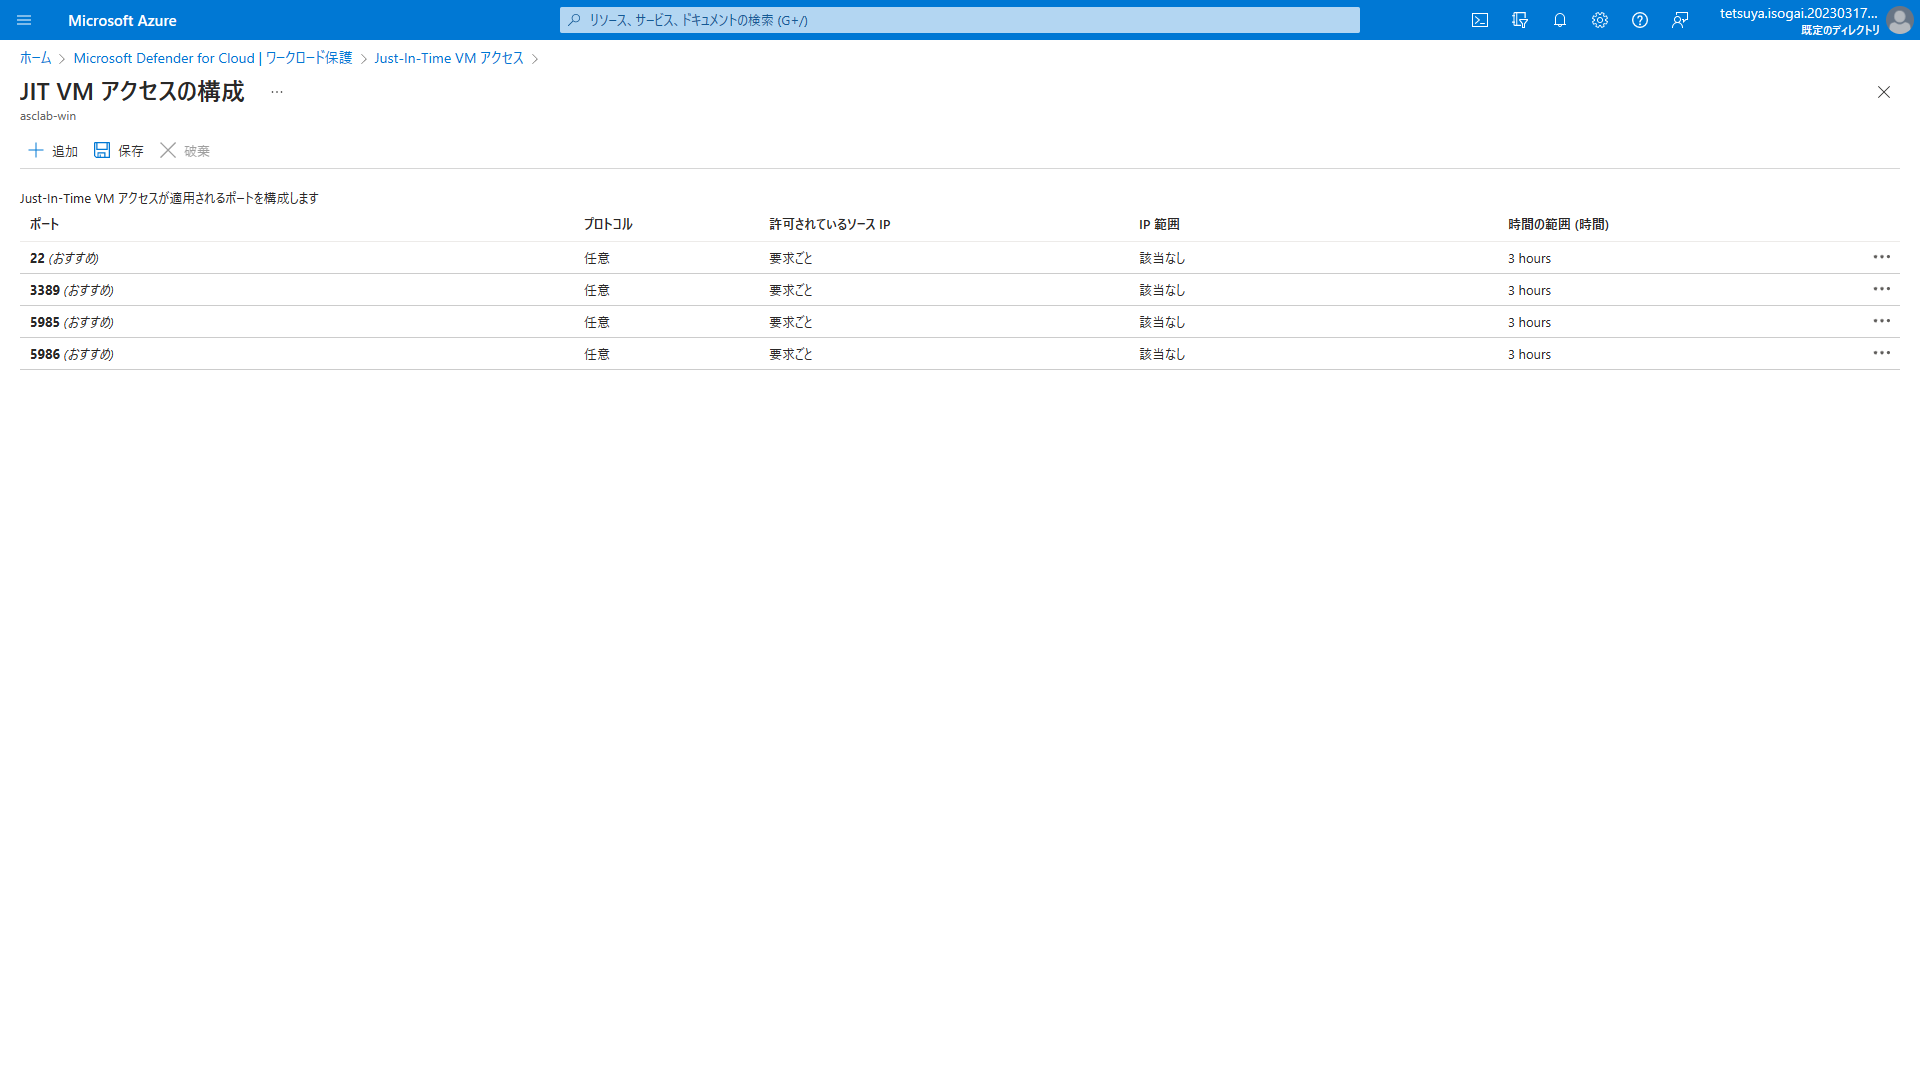 Microsoft Azure
リソース、サービス、ドキュメントの検索 (G+/)
tetsuya.isogai.20230317...
既定のディレクトリ
ホーム > Microsoft Defender for Cloud | ワークロード保護 > Just-In-Time VM アクセス >
JIT VM アクセスの構成 ...
asclab-win
追加 保存 破棄
Just-In-Time VM アクセスが適用されるポートを構成します
ポート プロトコル 許可されているソース IP IP 範囲 時間の範囲 (時間)
22 (おすすめ) 任意 要求ごと 該当なし 3 hours
3389 (おすすめ) 任意 要求ごと 該当なし 3 hours
5985 (おすすめ) 任意 要求ごと 該当なし 3 hours
5986 (おすすめ) 任意 要求ごと 該当なし 3 hours